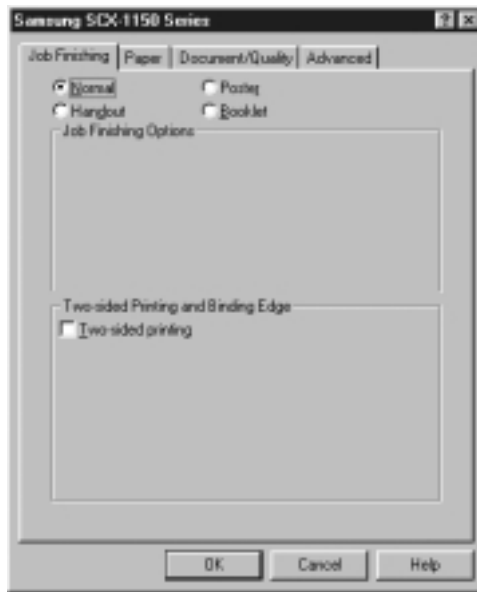 Samsung SCX-1150 Series
Job Finishing Paper Document/Quality Advanced
Normal Poster
Handout Booklet
Job Finishing Options
Two-sided Printing and Binding Edge
Two-sided printing
OK Cancel Help